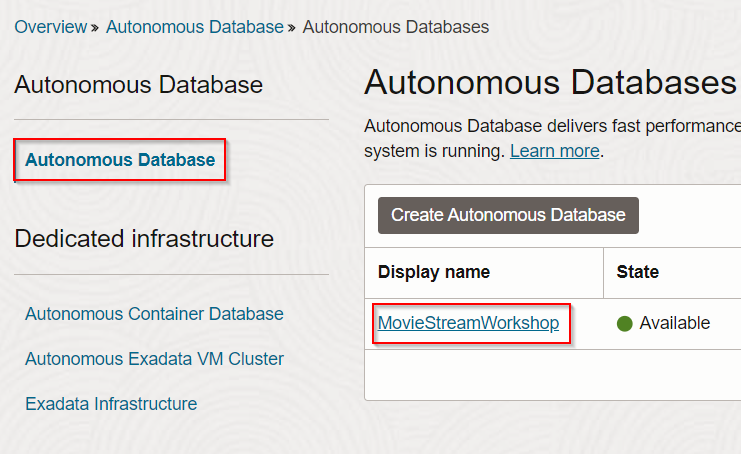 Overview » Autonomous Database » Autonomous Databases
Autonomous Database
Autonomous Database
Dedicated infrastructure
Autonomous Container Database
Autonomous Exadata VM Cluster
Exadata Infrastructure
Autonomous Databases
Autonomous Database delivers fast performance
system is running. Learn more.
Create Autonomous Database
Display name State
MovieStreamWorkshop Available